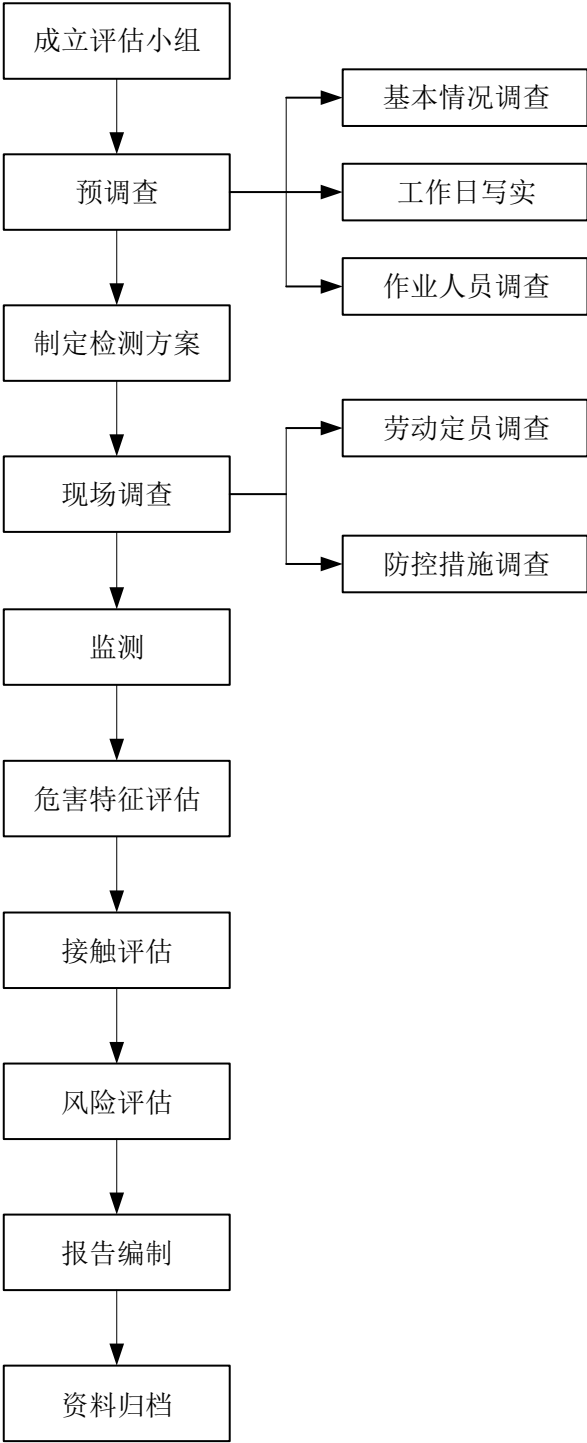 成立评估小组
预调查
基本情况调查
工作日写实
作业人员调查
制定检测方案
现场调查
劳动定员调查
防控措施调查
监测
危害特征评估
接触评估
风险评估
报告编制
资料归档